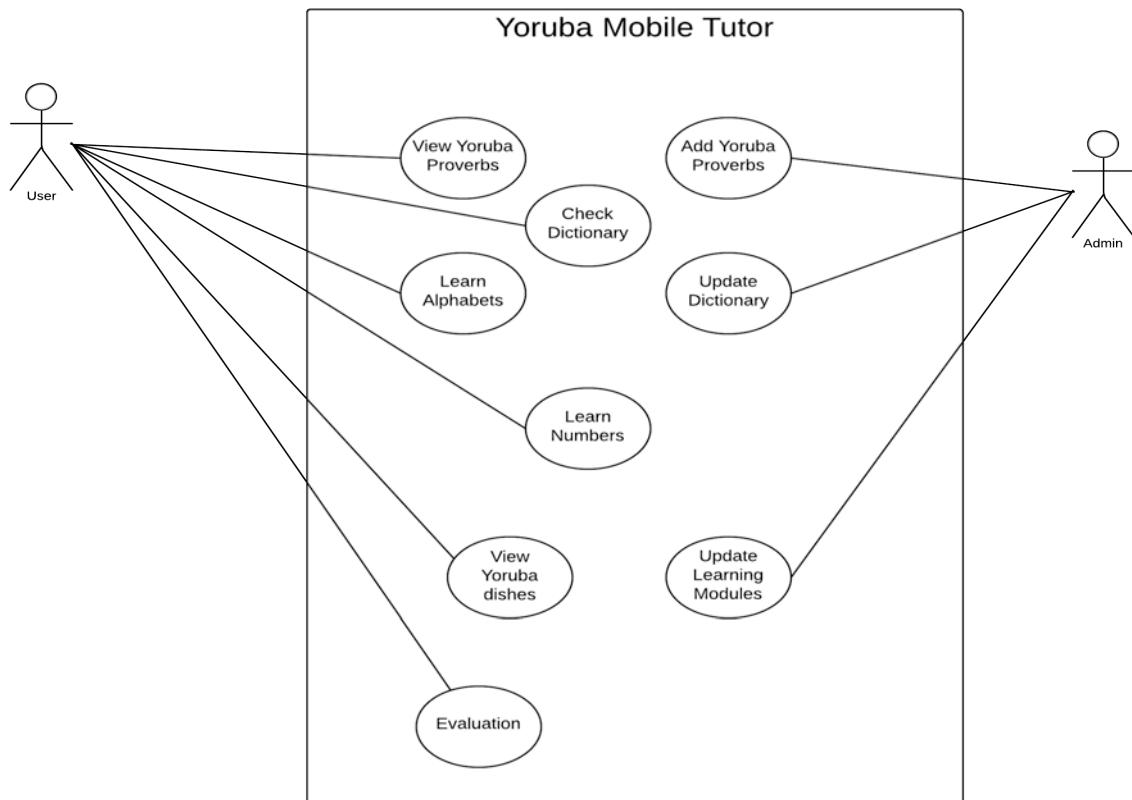 Yoruba Mobile Tutor
User
Admin
View Yoruba
Proverbs
Add Yoruba
Proverbs
Check
Dictionary
Learn
Alphabets
Update
Dictionary
Learn
Numbers
View
Yoruba
dishes
Update
Learning
Modules
Evaluation